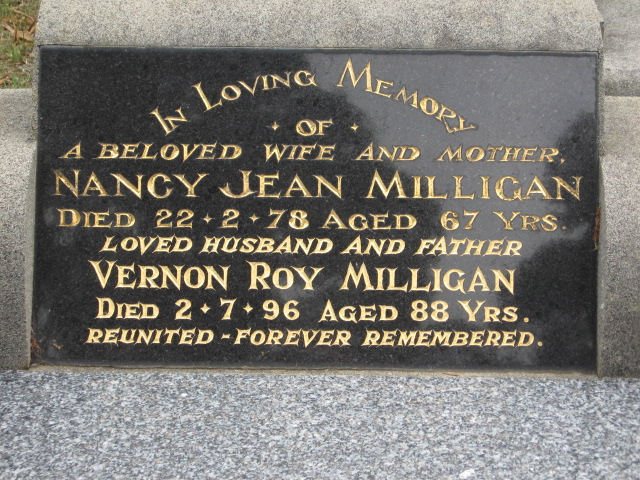 In Loving Memory
· OF ·
A BELOVED WIFE AND MOTHER.
NANCY JEAN MILLIGAN
DIED 22·2·78 AGED 67 YRS.
LOVED HUSBAND AND FATHER
VERNON ROY MILLIGAN
DIED 2·7·96 AGED 88 YRS.
REUNITED - FOREVER REMEMBERED.